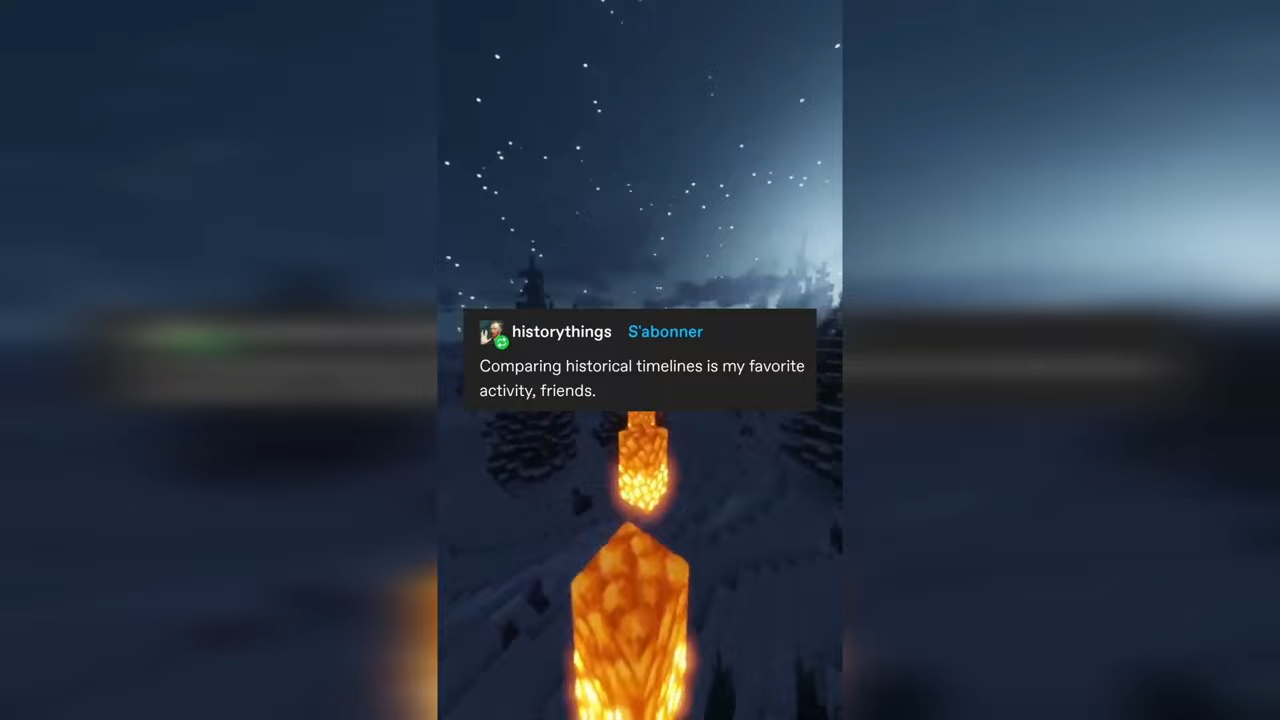 historythings S'abonner
Comparing historical timelines is my favorite
activity, friends.